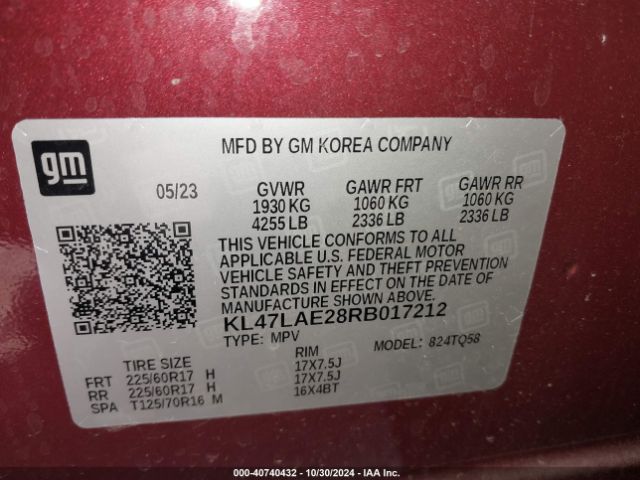 gm
MFD BY GM KOREA COMPANY
05/23
GVWR GAWR FRT GAWR RR
1930 KG 1060 KG 1060 KG
4255 LB 2336 LB 2336 LB
THIS VEHICLE CONFORMS TO ALL
APPLICABLE U.S. FEDERAL MOTOR
VEHICLE SAFETY AND THEFT PREVENTION
STANDARDS IN EFFECT ON THE DATE OF
MANUFACTURE SHOWN ABOVE.
KL47LAE28RB017212
TYPE: MPV MODEL: 824TQ58
TIRE SIZE RIM
FRT 225/60R17 H 17X7.5J
RR 225/60R17 H 17X7.5J
SPA T125/70R16 M 16X4BT
000-40740432 - 10/30/2024 - IAA Inc.